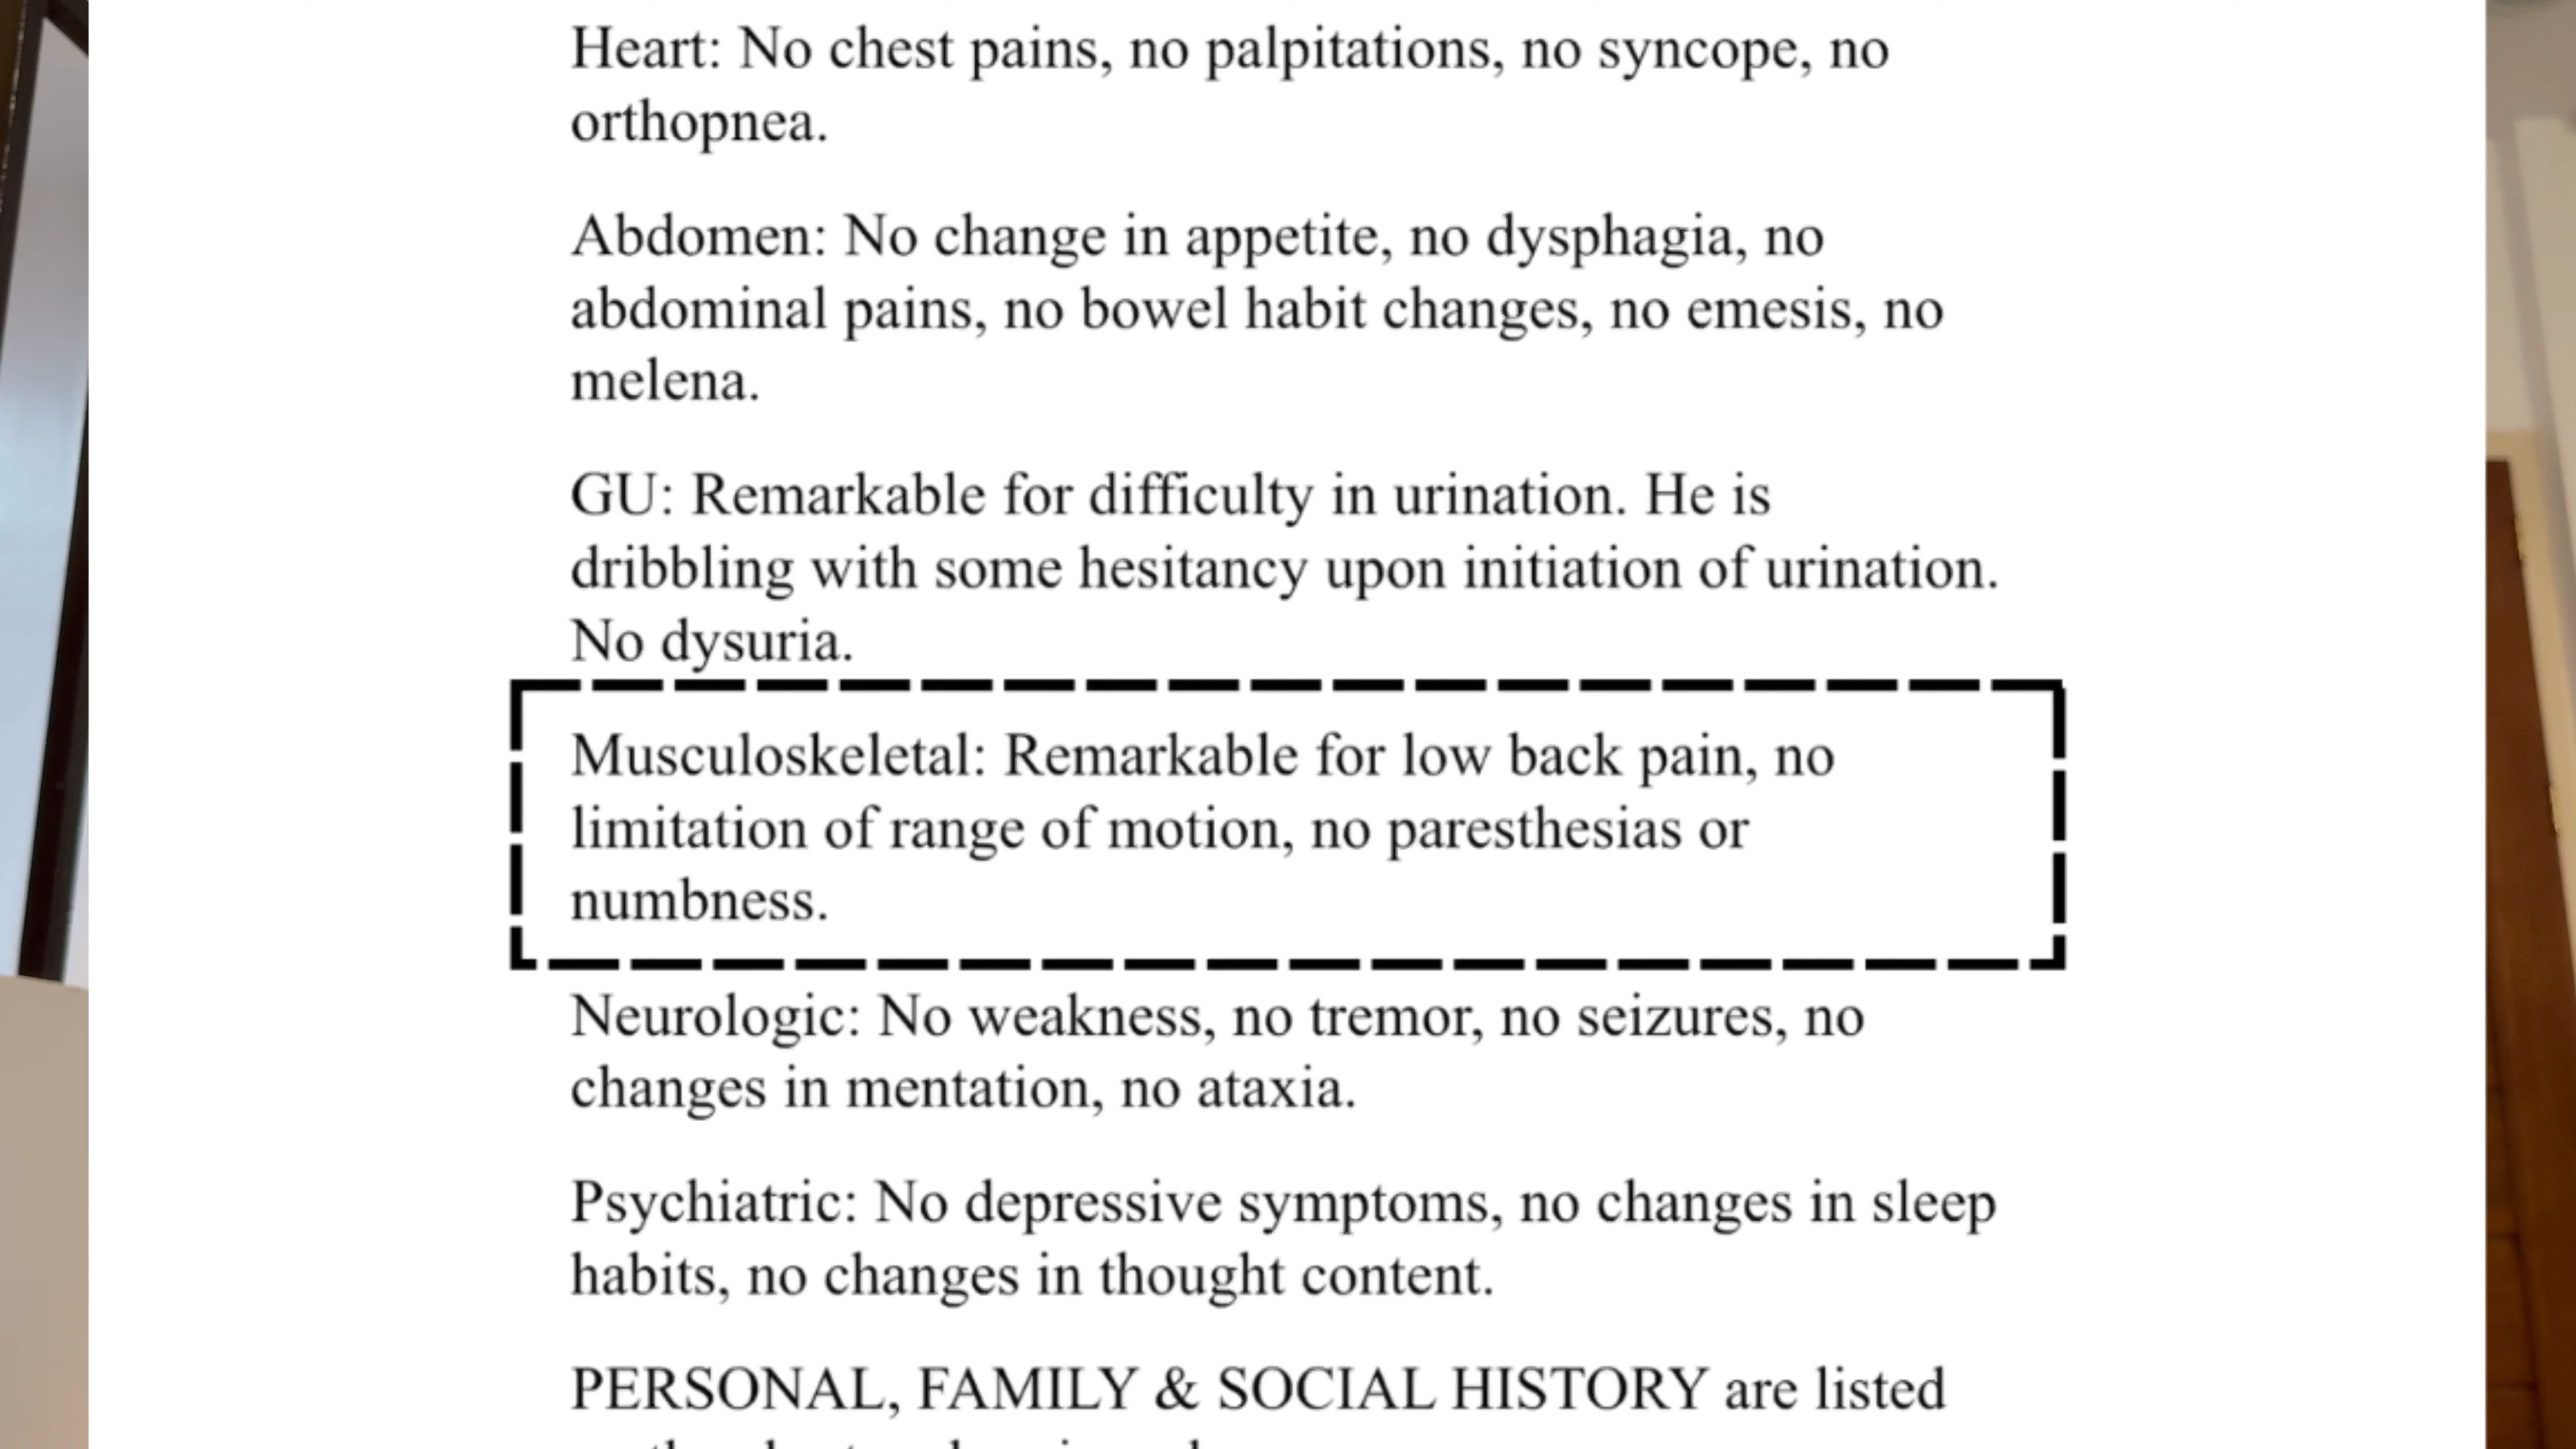 Heart: No chest pains, no palpitations, no syncope, no
orthopnea.
Abdomen: No change in appetite, no dysphagia, no
abdominal pains, no bowel habit changes, no emesis, no
melena.
GU: Remarkable for difficulty in urination. He is
dribbling with some hesitancy upon initiation of urination.
No dysuria.
Musculoskeletal: Remarkable for low back pain, no
limitation of range of motion, no paresthesias or
numbness.
Neurologic: No weakness, no tremor, no seizures, no
changes in mentation, no ataxia.
Psychiatric: No depressive symptoms, no changes in sleep
habits, no changes in thought content.
PERSONAL, FAMILY & SOCIAL HISTORY are listed